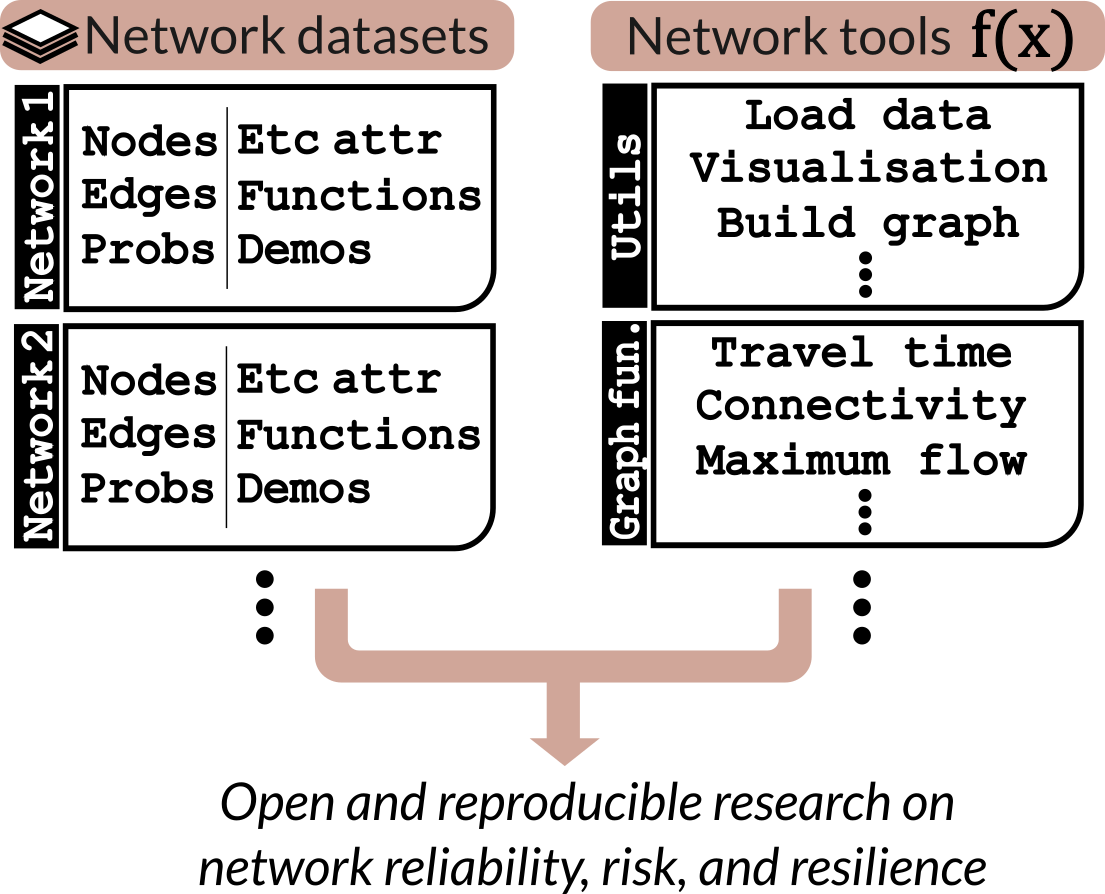 Network datasets
Network 1
Nodes
Edges
Probs
Etc attr
Functions
Demos
Network 2
Nodes
Edges
Probs
Etc attr
Functions
Demos
Network tools f(x)
Utils
Load data
Visualisation
Build graph
Graph fun.
Travel time
Connectivity
Maximum flow
Open and reproducible research on
network reliability, risk, and resilience